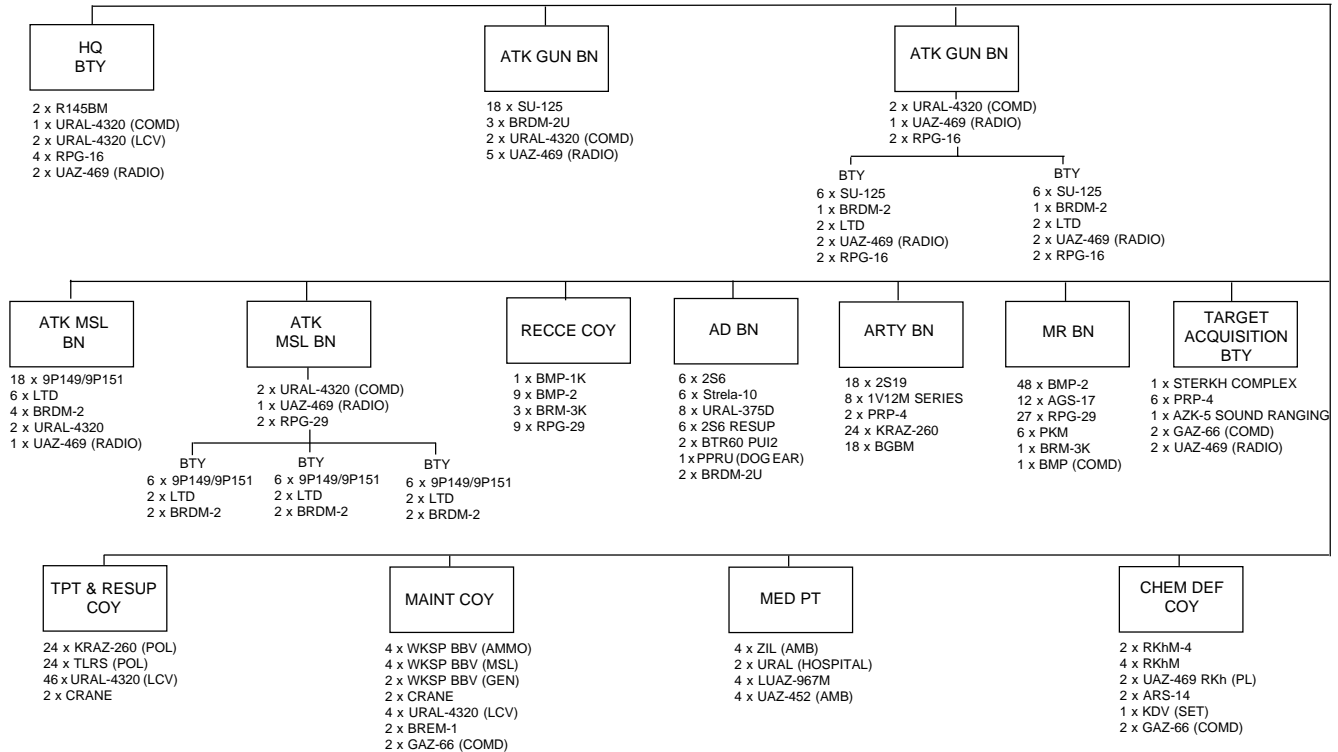 HQ
BTY
2 x R145BM
1 x URAL-4320 (COMD)
2 x URAL-4320 (LCV)
4 x RPG-16
2 x UAZ-469 (RADIO)
ATK GUN BN
18 x SU-125
3 x BRDM-2U
2 x URAL-4320 (COMD)
5 x UAZ-469 (RADIO)
ATK GUN BN
2 x URAL-4320 (COMD)
1 x UAZ-469 (RADIO)
2 x RPG-16
BTY
6 x SU-125
1 x BRDM-2
2 x LTD
2 x UAZ-469 (RADIO)
2 x RPG-16
BTY
6 x SU-125
1 x BRDM-2
2 x LTD
2 x UAZ-469 (RADIO)
2 x RPG-16
ATK MSL
BN
18 x 9P149/9P151
6 x LTD
4 x BRDM-2
2 x URAL-4320
1 x UAZ-469 (RADIO)
ATK
MSL BN
2 x URAL-4320 (COMD)
1 x UAZ-469 (RADIO)
2 x RPG-29
BTY
6 x 9P149/9P151
2 x LTD
2 x BRDM-2
BTY
6 x 9P149/9P151
2 x LTD
2 x BRDM-2
BTY
6 x 9P149/9P151
2 x LTD
2 x BRDM-2
RECCE COY
1 x BMP-1K
9 x BMP-2
3 x BRM-3K
9 x RPG-29
AD BN
6 x 2S6
6 x Strela-10
8 x URAL-375D
6 x 2S6 RESUP
2 x BTR60 PUI2
1 x PPRU (DOG EAR)
2 x BRDM-2U
ARTY BN
18 x 2S19
8 x 1V12M SERIES
2 x PRP-4
24 x KRAZ-260
18 x BGBM
MR BN
48 x BMP-2
12 x AGS-17
27 x RPG-29
6 x PKM
1 x BRM-3K
1 x BMP (COMD)
TARGET
ACQUISITION
BTY
1 x STERKH COMPLEX
6 x PRP-4
1 x AZK-5 SOUND RANGING
2 x GAZ-66 (COMD)
2 x UAZ-469 (RADIO)
TPT & RESUP
COY
24 x KRAZ-260 (POL)
24 x TLRS (POL)
46 x URAL-4320 (LCV)
2 x CRANE
MAINT COY
4 x WKSP BBV (AMMO)
4 x WKSP BBV (MSL)
2 x WKSP BBV (GEN)
2 x CRANE
4 x URAL-4320 (LCV)
2 x BREM-1
2 x GAZ-66 (COMD)
MED PT
4 x ZIL (AMB)
2 x URAL (HOSPITAL)
4 x LUAZ-967M
4 x UAZ-452 (AMB)
CHEM DEF
COY
2 x RKhM-4
4 x RKhM
2 x UAZ-469 RKh (PL)
2 x ARS-14
1 x KDV (SET)
2 x GAZ-66 (COMD)